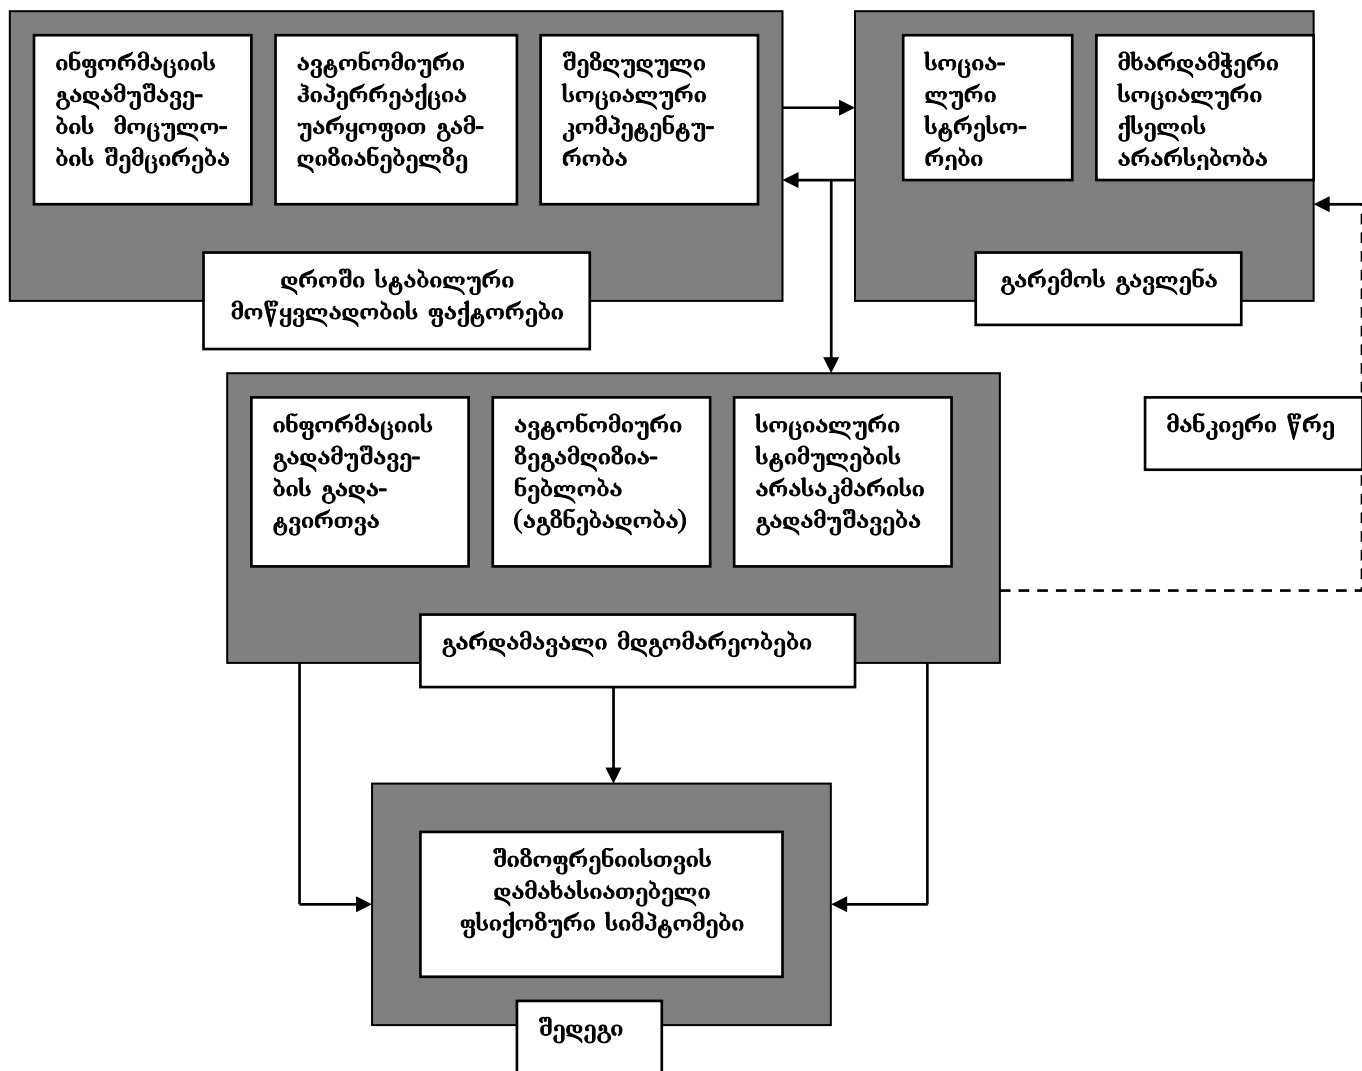 ინფორმაციის
გადამუშავე-
ბის მოცულო-
ბის შემცირება
ავტონომიური
ჰიპერრეაქცია
უარყოფით გამ-
ღიზიანებელზე
შეზღუდული
სოციალური
კომპეტენტუ-
რობა
დროში სტაბილური
მოწყვლადობის ფაქტორები
სოცია-
ლური
სტრესო-
რები
მხარდამჭერი
სოციალური
ქსელის
არარსებობა
გარემოს გავლენა
ინფორმაციის
გადამუშავე-
ბის გადა-
ტვირთვა
ავტონომიური
ზეგამღიზია-
ნებლობა
(აგზნებადობა)
სოციალური
სტიმულების
არასაკმარისი
გადამუშავება
გარდამავალი მდგომარეობები
მანკიერი წრე
შიზოფრენიისთვის
დამახასიათებელი
ფსიქოზური სიმპტომები
შედეგი